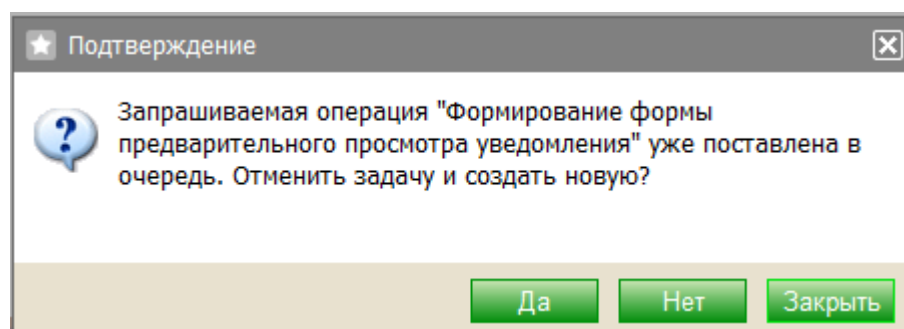 Подтверждение
Запрашиваемая операция "Формирование формы
предварительного просмотра уведомления" уже поставлена в
очередь. Отменить задачу и создать новую?
Да Нет Закрыть